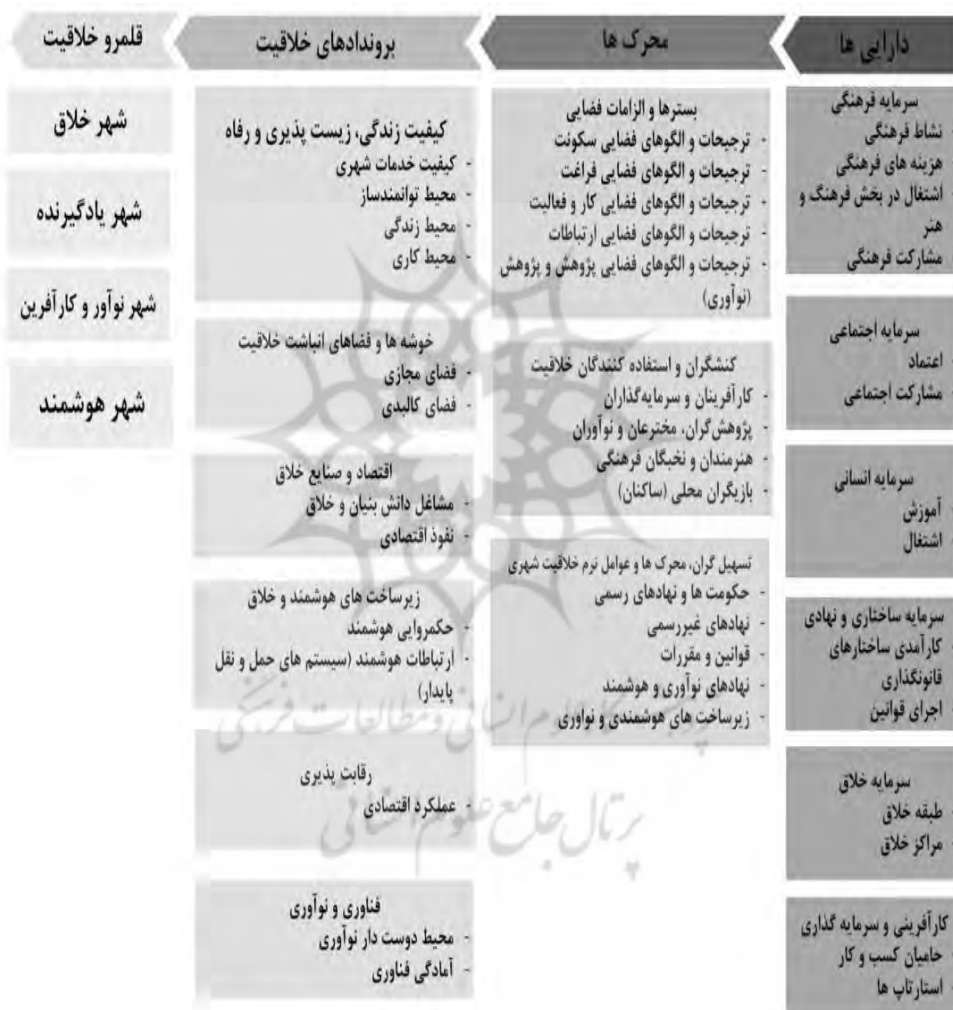 دارایی ها
سرمایه فرهنگی
- نشاط فرهنگی
هزینه های فرهنگی
اشتغال در بخش فرهنگ و
هنر
- مشارکت فرهنگی
سرمایه اجتماعی
- اعتماد
- مشارکت اجتماعی
سرمایه انسانی
- آموزش
- اشتغال
سرمایه ساختاری و نهادی
- کارآمدی ساختارهای
قانونگذاری
- اجرای قوانین
سرمایه خلاق
- طبقه خلاق
- مراکز خلاق
کارآفرینی و سرمایه گذاری
- حامیان کسب و کار
- استارتاپ ها
محرک ها
بسترها و الزامات فضایی
- ترجیحات و الگوهای فضایی سکونت
- ترجیحات و الگوهای فضایی فراغت
- ترجیحات و الگوهای فضایی کار و فعالیت
- ترجیحات و الگوهای فضایی ارتباطات
- ترجیحات و الگوهای فضایی پژوهش و پژوهش
(نوآوری)
کنشگران و استفاده کنندگان خلاقیت
- کارآفرینان و سرمایه‌گذاران
- پژوهش‌گران، مخترعان و نوآوران
- هنرمندان و نخبگان فرهنگی
- بازیگران محلی (ساکنان)
تسهیل گران، محرک ها و عوامل نرم خلاقیت شهری
- حکومت ها و نهادهای رسمی
- نهادهای غیررسمی
- قوانین و مقررات
- نهادهای نوآوری و هوشمند
- زیرساخت های هوشمندی و نواوری
بروندادهای خلاقیت
کیفیت زندگی، زیست پذیری و رفاه
- کیفیت خدمات شهری
- محیط توانمندساز
- محیط زندگی
- محیط کاری
خوشه ها و فضاهای انباشت خلاقیت
- فضای مجازی
- فضای کالبدی
اقتصاد و صنایع خلاق
- مشاغل دانش بنیان و خلاق
- نفوذ اقتصادی
زیرساخت های هوشمند و خلاق
- حکمروایی هوشمند
- ارتباطات هوشمند (سیستم های حمل و نقل
پایدار)
رقابت پذیری
- عملکرد اقتصادی
فناوری و نوآوری
- محیط دوست دار نوآوری
- آمادگی فناوری
قلمرو خلاقیت
شهر خلاق
شهر یادگیرنده
شهر نوآور و کارآفرین
شهر هوشمند
پرتال جامع علوم انسانی